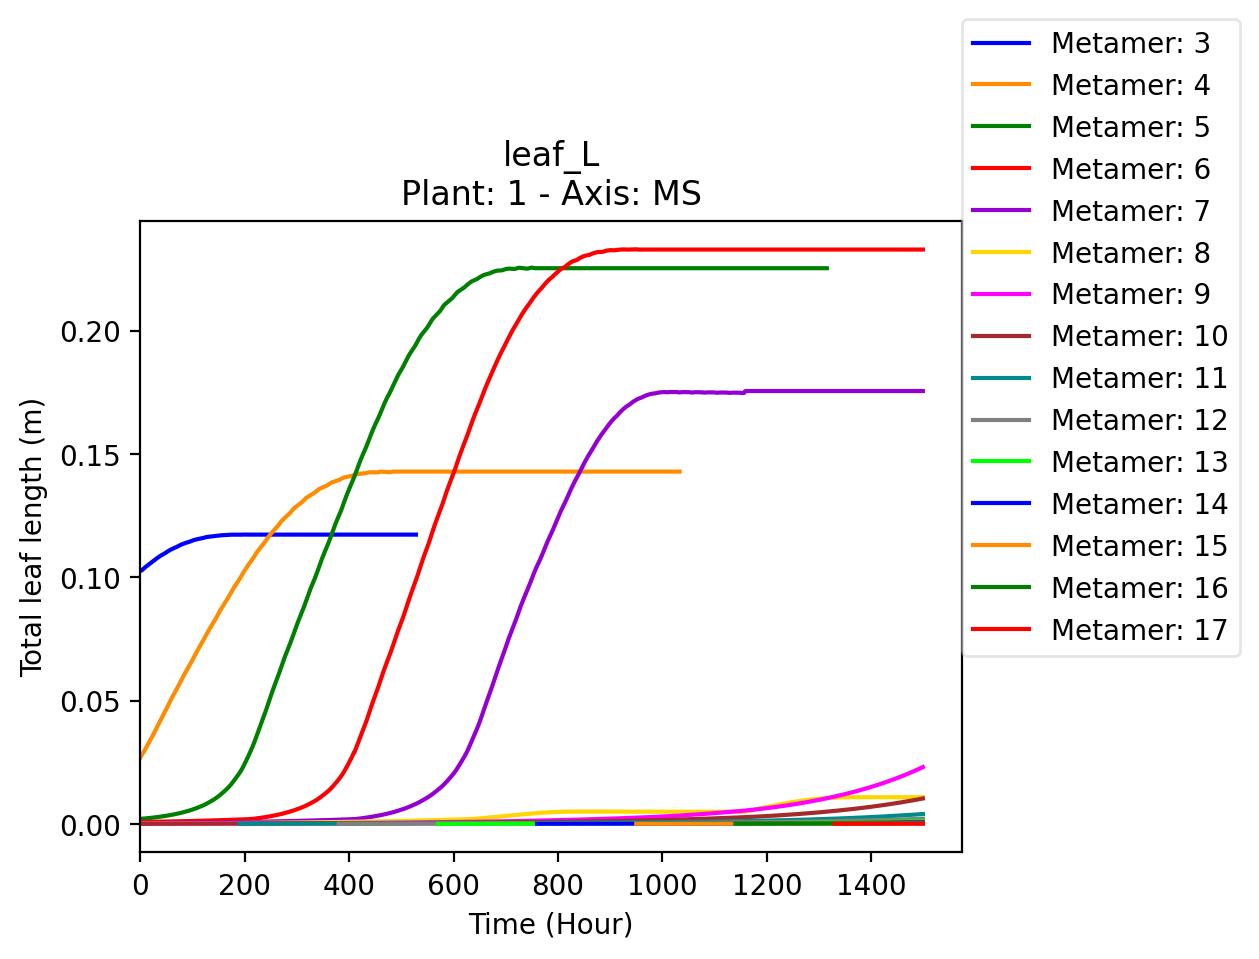 leaf_L
Plant: 1 - Axis: MS
Metamer: 3
Metamer: 4
Metamer: 5
Metamer: 6
Metamer: 7
Metamer: 8
Metamer: 9
Metamer: 10
Metamer: 11
Metamer: 12
Metamer: 13
Metamer: 14
Metamer: 15
Metamer: 16
Metamer: 17
Total leaf length (m)
0.20
0.15
0.10
0.05
0.00
0 200 400 600 800 1000 1200 1400
Time (Hour)